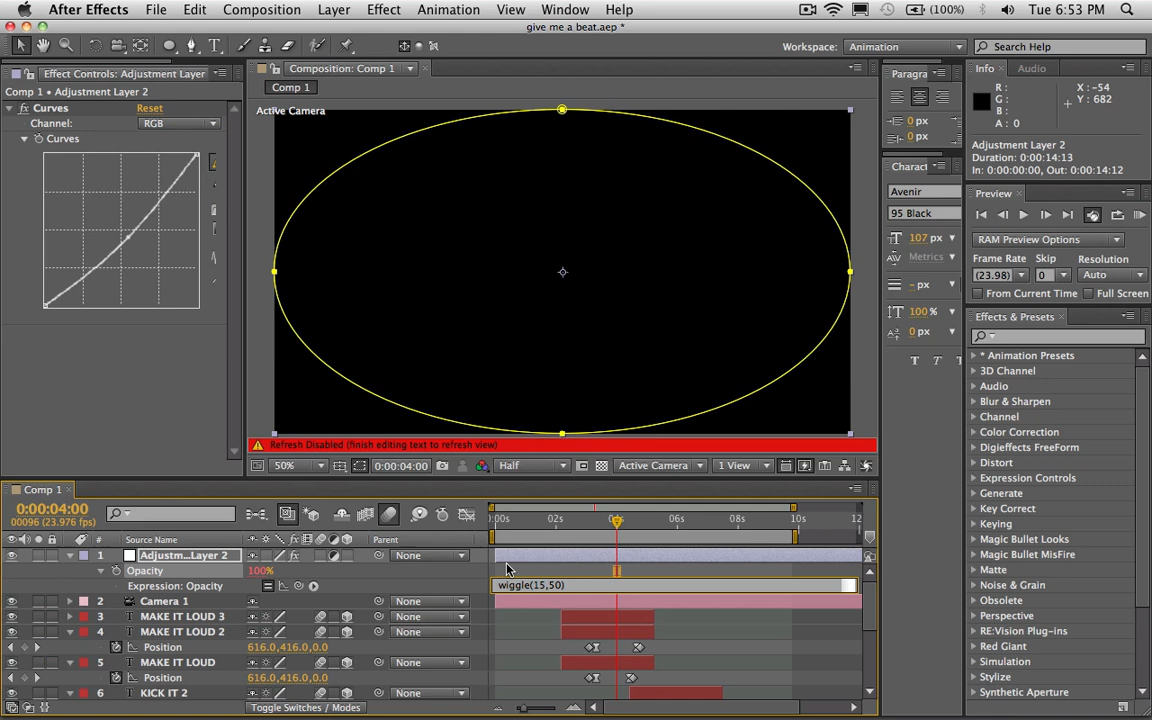 After Effects File Edit Composition Layer Effect Animation View Window Help (100%) Tue 6:53 PM
give me a beat.aep *
Workspace: Animation Search Help
Effect Controls: Adjustment Layer
Comp 1 • Adjustment Layer 2
fx Curves Reset
Channel: RGB
Curves
Composition: Comp 1
Comp 1
Active Camera
Refresh Disabled (finish editing text to refresh view)
50% 0:00:04:00 Half Active Camera 1 View
Paragra
0 px
0 px
Charact
Avenir
95 Black
107 px
Metrics
- px
100 %
0 px
T T T
Info Audio
R :
G :
B :
A : 0
X : -54
Y : 682
Adjustment Layer 2
Duration: 0:00:14:13
In: 0:00:00:00, Out: 0:00:14:12
Preview
RAM Preview Options
Frame Rate Skip Resolution
(23.98) 0 Auto
From Current Time Full Screen
Effects & Presets
* Animation Presets
3D Channel
Audio
Blur & Sharpen
Channel
Color Correction
Digieffects FreeForm
Distort
Expression Controls
Generate
Key Correct
Keying
Magic Bullet Looks
Magic Bullet MisFire
Matte
Noise & Grain
Obsolete
Perspective
RE:Vision Plug-ins
Red Giant
Simulation
Stylize
Synthetic Aperture
Comp 1
0:00:04:00
00096 (23.976 fps)
# Source Name fx Parent
:00s 02s 04s 06s 08s 10s 12
1 Adjustm...Layer 2 fx None
Opacity 100%
Expression: Opacity wiggle(15,50)
2 Camera 1 None
3 T MAKE IT LOUD 3 None
4 T MAKE IT LOUD 2 None
Position 616.0,416.0,0.0
5 T MAKE IT LOUD None
Position 616.0,416.0,0.0
6 T KICK IT 2 None
Toggle Switches / Modes